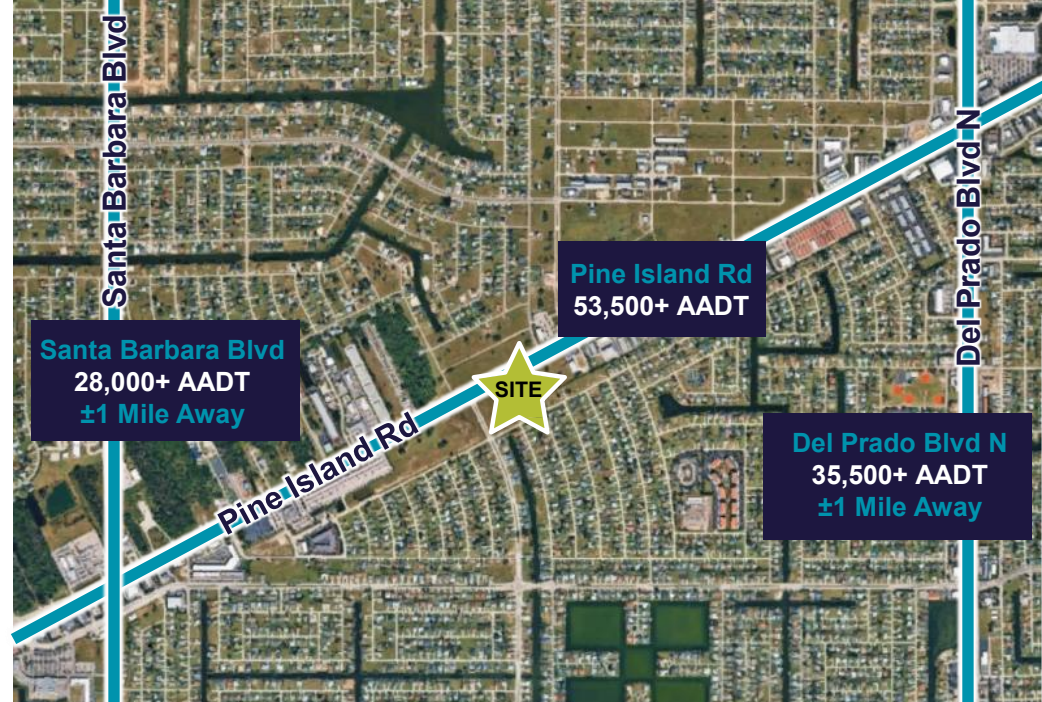 Santa Barbara Blvd
Del Prado Blvd N
Pine Island Rd
53,500+ AADT
Santa Barbara Blvd
28,000+ AADT
±1 Mile Away
SITE
Pine Island Rd
Del Prado Blvd N
35,500+ AADT
±1 Mile Away